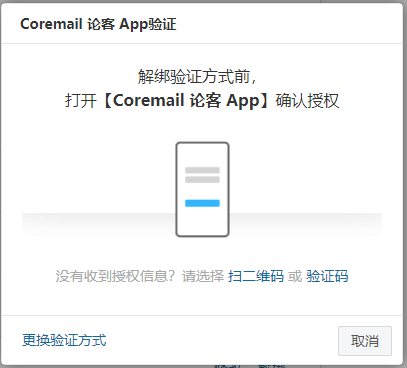 Coremail 论客 App验证
解绑验证方式前，
打开【Coremail 论客 App】确认授权
没有收到授权信息？请选择 扫二维码 或 验证码
更换验证方式
取消